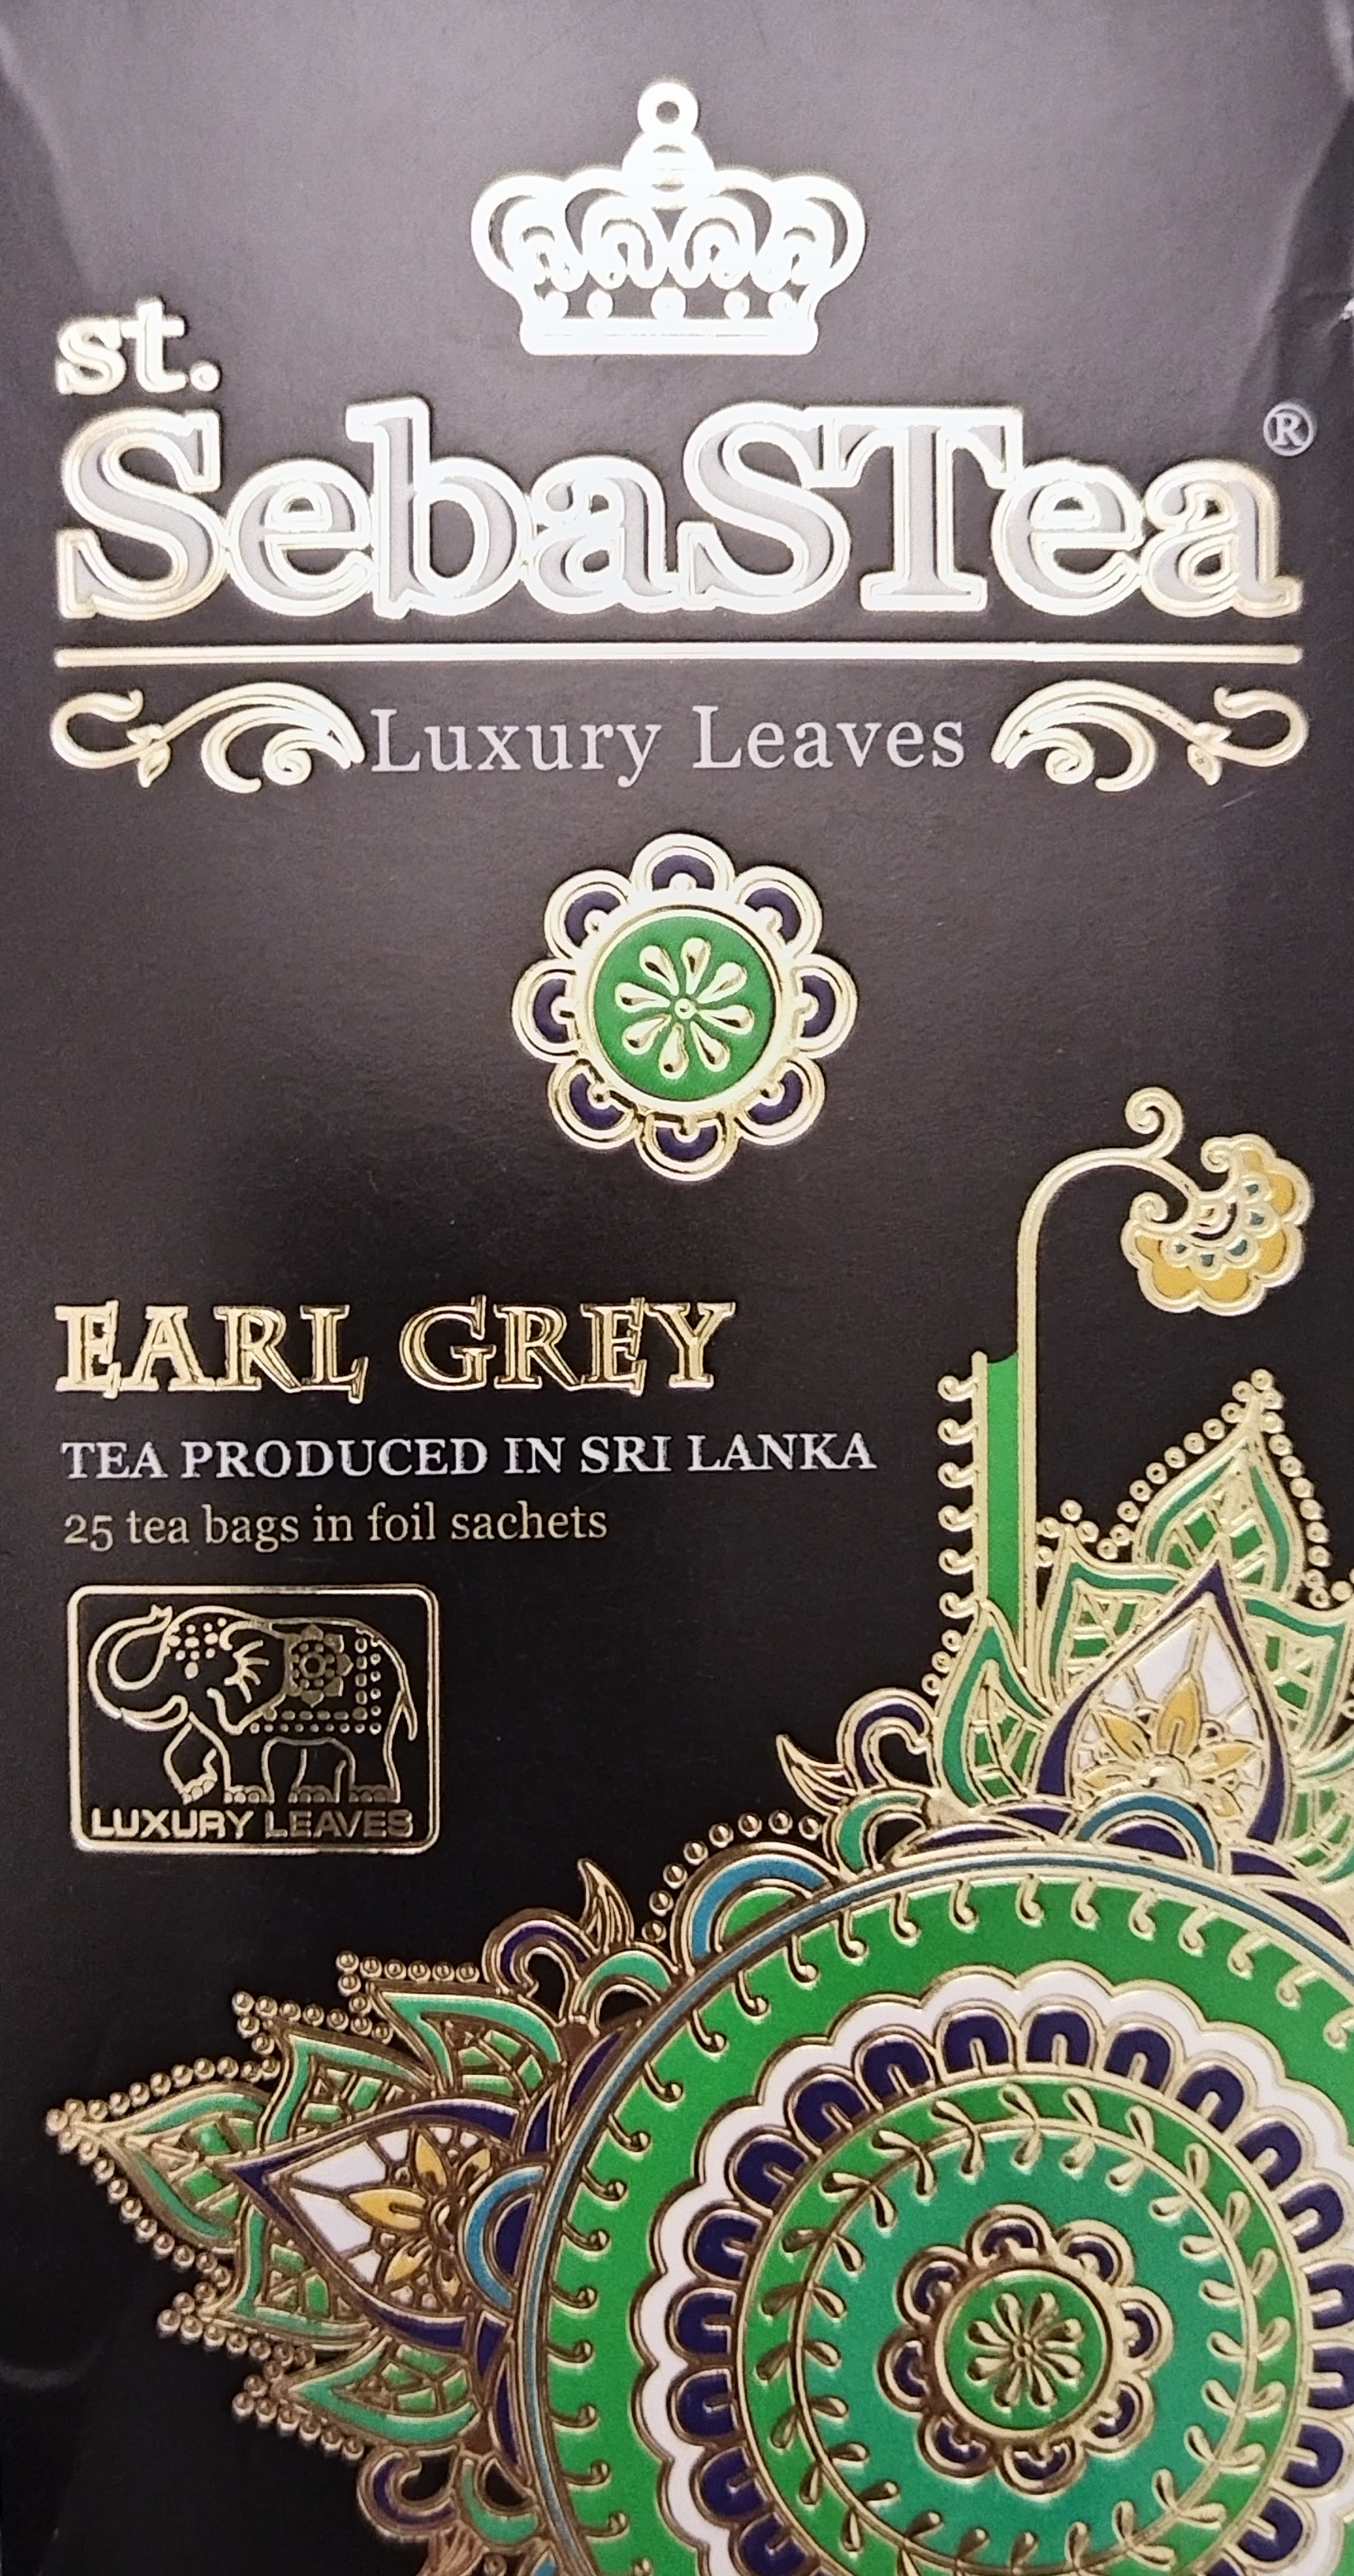 st.
SebaSTea®
Luxury Leaves
EARL GREY
TEA PRODUCED IN SRI LANKA
25 tea bags in foil sachets
LUXURY LEAVES